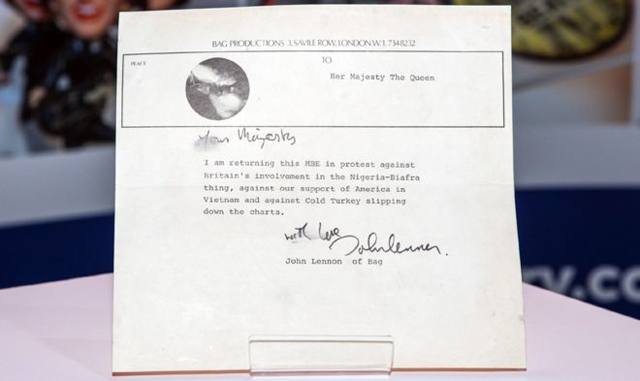 BAG PRODUCTIONS 3, SAVILE ROW, LONDON W.1. 734 8232
PEACE
TO
Her Majesty The Queen
Your Majesty
I am returning this MBE in protest against
Britain's involvement in the Nigeria-Biafra
thing, against our support of America in
Vietnam and against Cold Turkey slipping
down the charts.
with love
John Lennon.
John Lennon of Bag